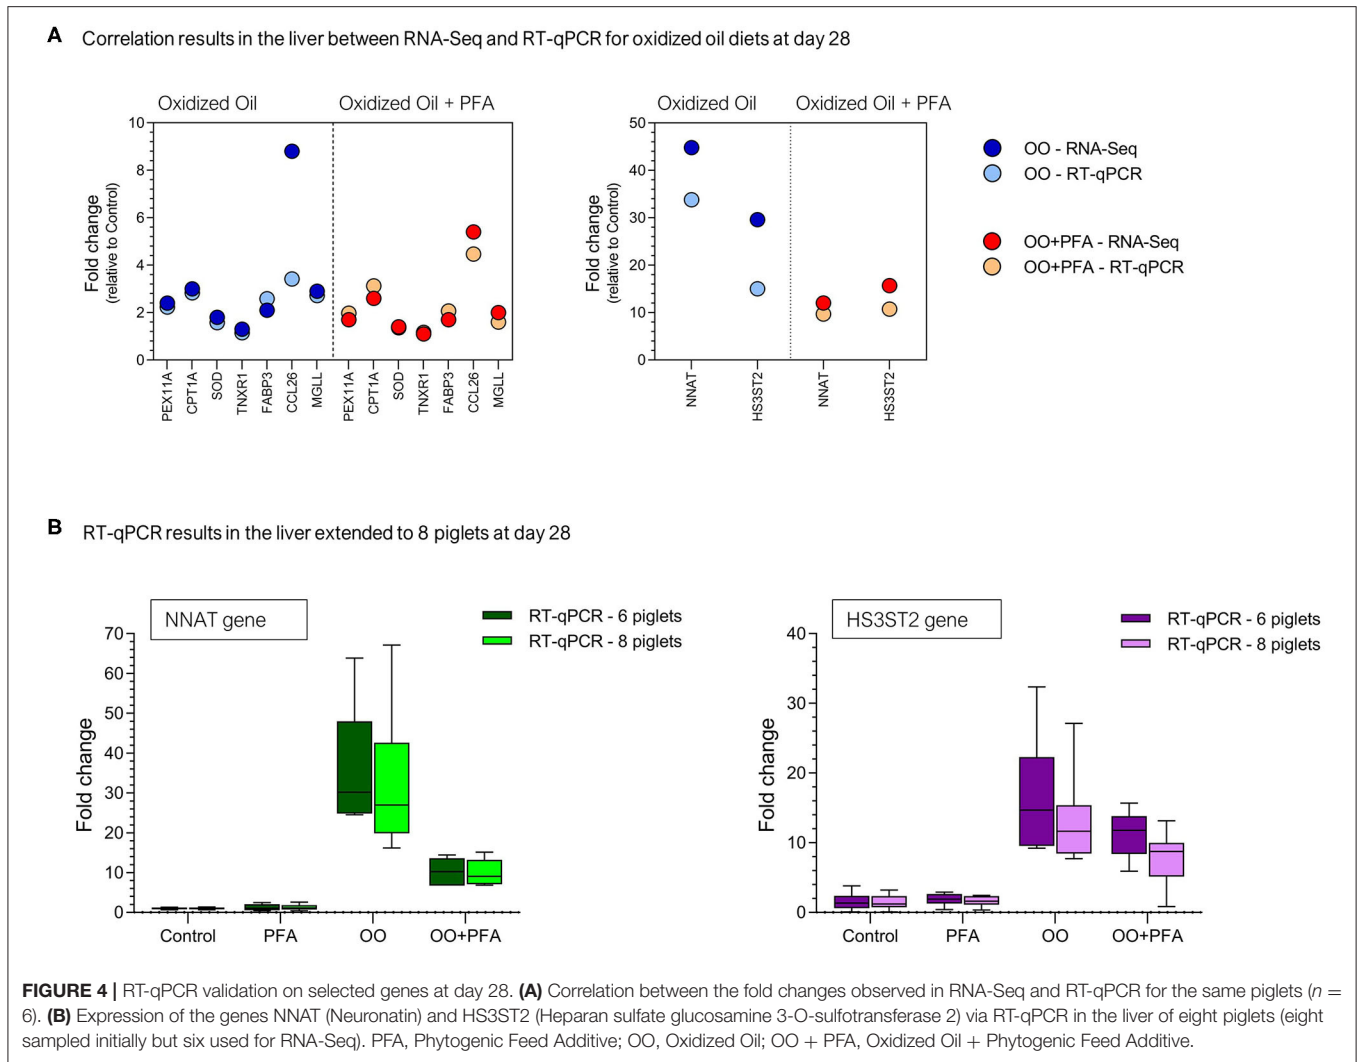 A Correlation results in the liver between RNA-Seq and RT-qPCR for oxidized oil diets at day 28
Oxidized Oil
Oxidized Oil + PFA
Fold change
(relative to Control)
10
8
6
4
2
0
PEX11A
CPT1A
SOD
TNXR1
FABP3
CCL26
MGLL
PEX11A
CPT1A
SOD
TNXR1
FABP3
CCL26
MGLL
Oxidized Oil
Oxidized Oil + PFA
Fold change
(relative to Control)
50
40
30
20
10
0
NNAT
HS3ST2
NNAT
HS3ST2
OO - RNA-Seq
OO - RT-qPCR
OO+PFA - RNA-Seq
OO+PFA - RT-qPCR
B RT-qPCR results in the liver extended to 8 piglets at day 28
NNAT gene
RT-qPCR - 6 piglets
RT-qPCR - 8 piglets
Fold change
70
60
50
40
30
20
10
0
Control
PFA
OO
OO+PFA
HS3ST2 gene
RT-qPCR - 6 piglets
RT-qPCR - 8 piglets
Fold change
40
30
20
10
0
Control
PFA
OO
OO+PFA
FIGURE 4 | RT-qPCR validation on selected genes at day 28. (A) Correlation between the fold changes observed in RNA-Seq and RT-qPCR for the same piglets (n =
6). (B) Expression of the genes NNAT (Neuronatin) and HS3ST2 (Heparan sulfate glucosamine 3-O-sulfotransferase 2) via RT-qPCR in the liver of eight piglets (eight
sampled initially but six used for RNA-Seq). PFA, Phytogenic Feed Additive; OO, Oxidized Oil; OO + PFA, Oxidized Oil + Phytogenic Feed Additive.